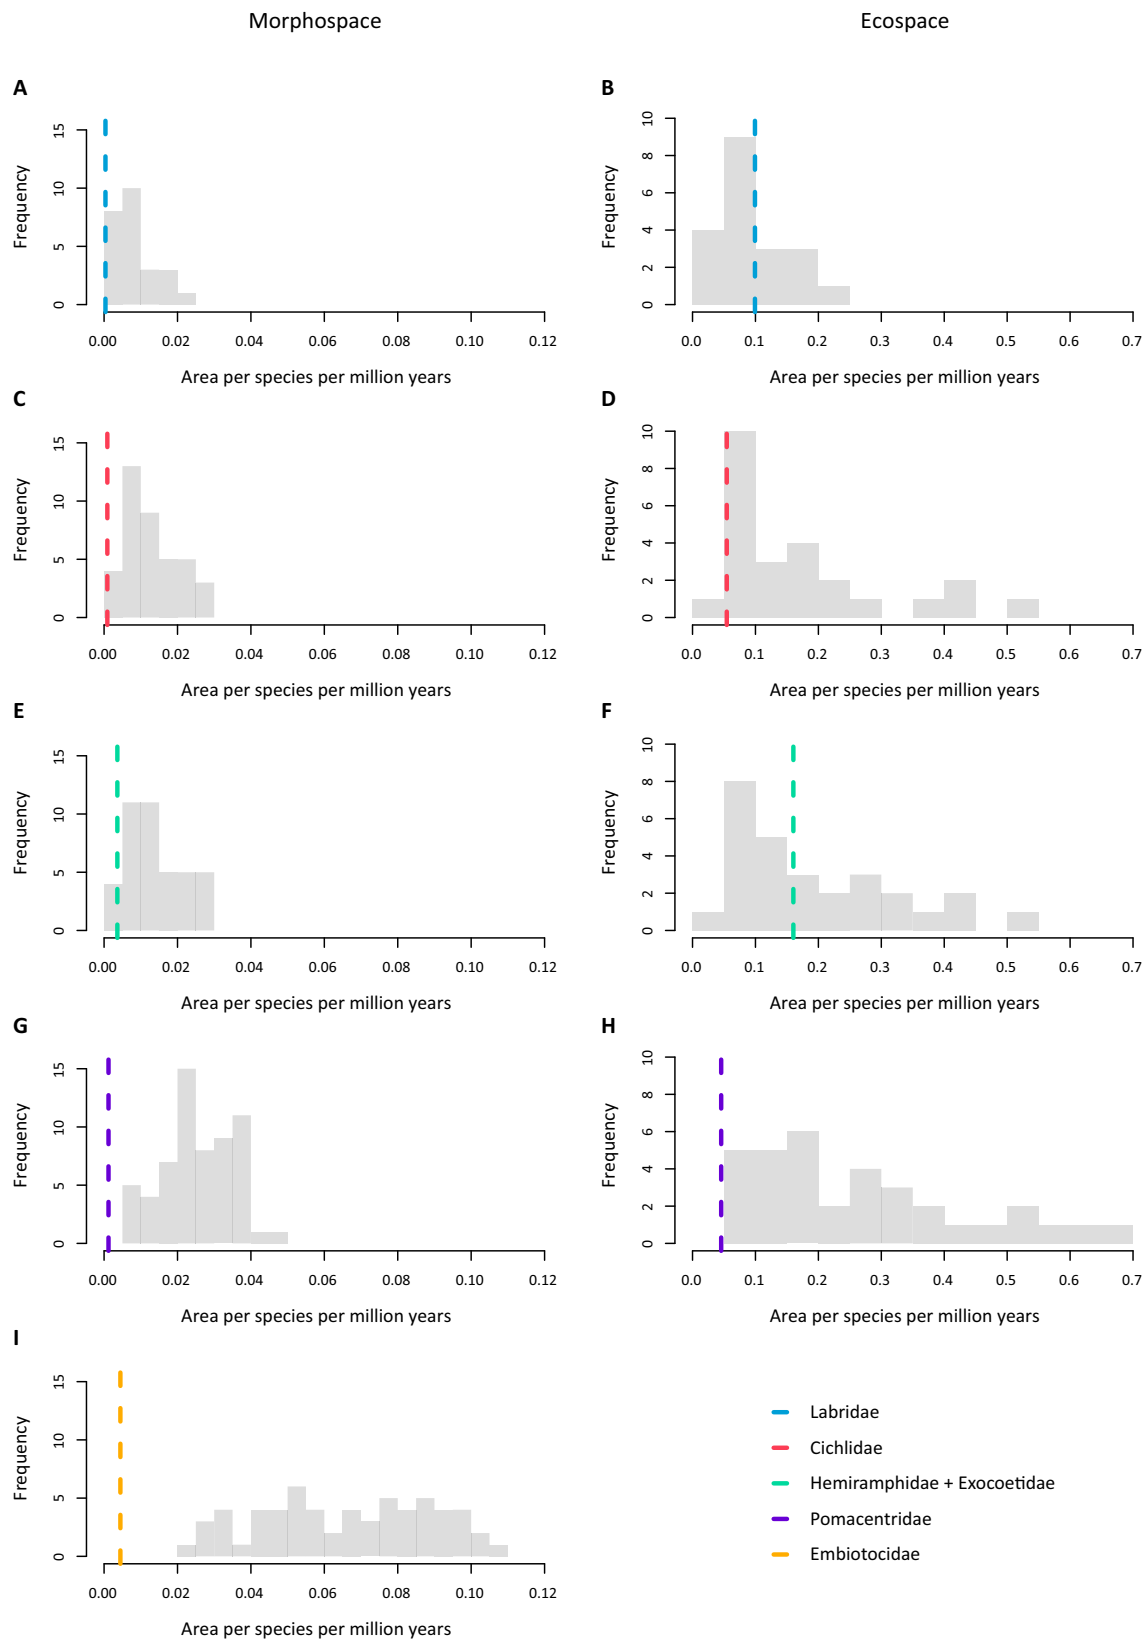 Morphospace
Ecospace
A
Frequency
0 5 10 15
0.00 0.02 0.04 0.06 0.08 0.10 0.12
Area per species per million years
B
Frequency
0 2 4 6 8 10
0.0 0.1 0.2 0.3 0.4 0.5 0.6 0.7
Area per species per million years
C
Frequency
0 5 10 15
0.00 0.02 0.04 0.06 0.08 0.10 0.12
Area per species per million years
D
Frequency
0 2 4 6 8 10
0.0 0.1 0.2 0.3 0.4 0.5 0.6 0.7
Area per species per million years
E
Frequency
0 5 10 15
0.00 0.02 0.04 0.06 0.08 0.10 0.12
Area per species per million years
F
Frequency
0 2 4 6 8 10
0.0 0.1 0.2 0.3 0.4 0.5 0.6 0.7
Area per species per million years
G
Frequency
0 5 10 15
0.00 0.02 0.04 0.06 0.08 0.10 0.12
Area per species per million years
H
Frequency
0 2 4 6 8 10
0.0 0.1 0.2 0.3 0.4 0.5 0.6 0.7
Area per species per million years
I
Frequency
0 5 10 15
0.00 0.02 0.04 0.06 0.08 0.10 0.12
Area per species per million years
Labridae
Cichlidae
Hemiramphidae + Exocoetidae
Pomacentridae
Embiotocidae